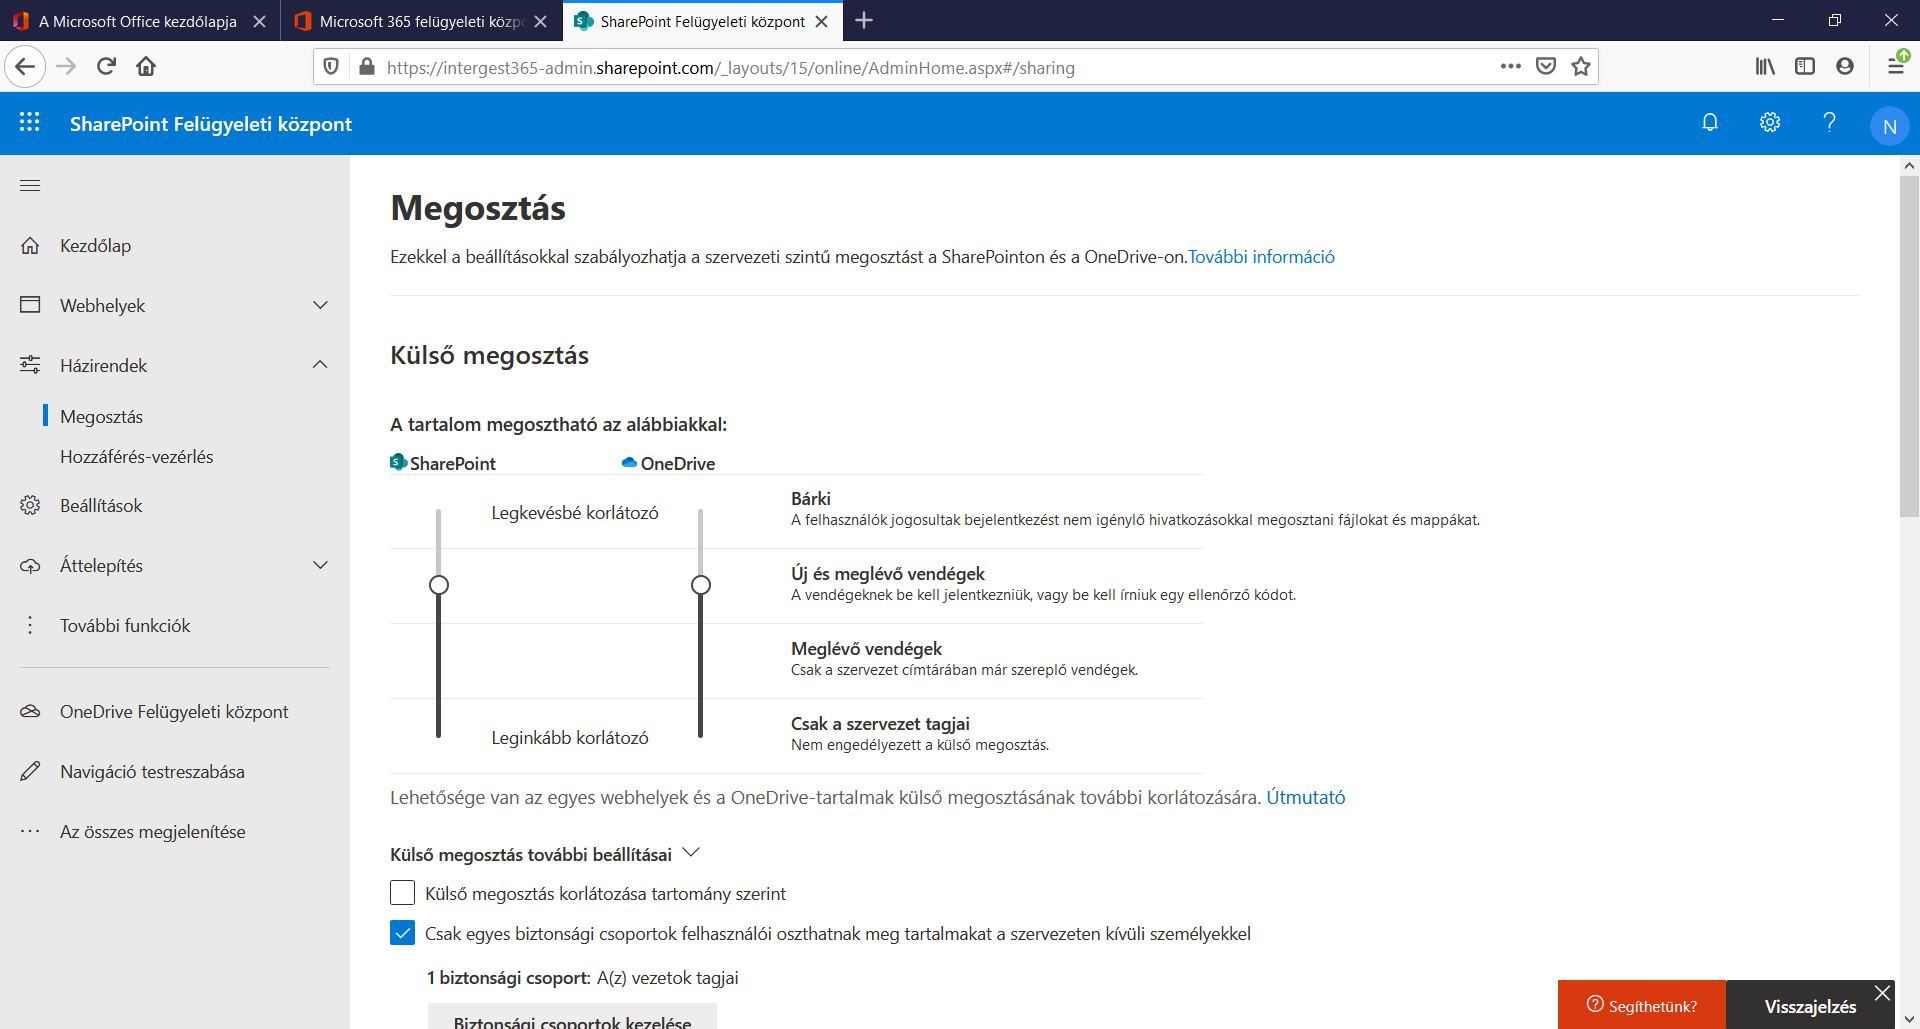 A Microsoft Office kezdőlapja
Microsoft 365 felügyeleti közp
SharePoint Felügyeleti központ
https://intergest365-admin.sharepoint.com/_layouts/15/online/AdminHome.aspx#/sharing
SharePoint Felügyeleti központ
N
Kezdőlap
Webhelyek
Házirendek
Megosztás
Hozzáférés-vezérlés
Beállítások
Áttelepítés
További funkciók
OneDrive Felügyeleti központ
Navigáció testreszabása
Az összes megjelenítése
Megosztás
Ezekkel a beállításokkal szabályozhatja a szervezeti szintű megosztást a SharePointon és a OneDrive-on.További információ
Külső megosztás
A tartalom megosztható az alábbiakkal:
SharePoint OneDrive
Legkevésbé korlátozó
Bárki
A felhasználók jogosultak bejelentkezést nem igénylő hivatkozásokkal megosztani fájlokat és mappákat.
Új és meglévő vendégek
A vendégeknek be kell jelentkezniük, vagy be kell írniuk egy ellenőrző kódot.
Meglévő vendégek
Csak a szervezet címtárában már szereplő vendégek.
Leginkább korlátozó
Csak a szervezet tagjai
Nem engedélyezett a külső megosztás.
Lehetősége van az egyes webhelyek és a OneDrive-tartalmak külső megosztásának további korlátozására. Útmutató
Külső megosztás további beállításai
Külső megosztás korlátozása tartomány szerint
Csak egyes biztonsági csoportok felhasználói oszthatnak meg tartalmakat a szervezeten kívüli személyekkel
1 biztonsági csoport: A(z) vezetok tagjai
Biztonsági csoportok kezelése
Segíthetünk?
Visszajelzés